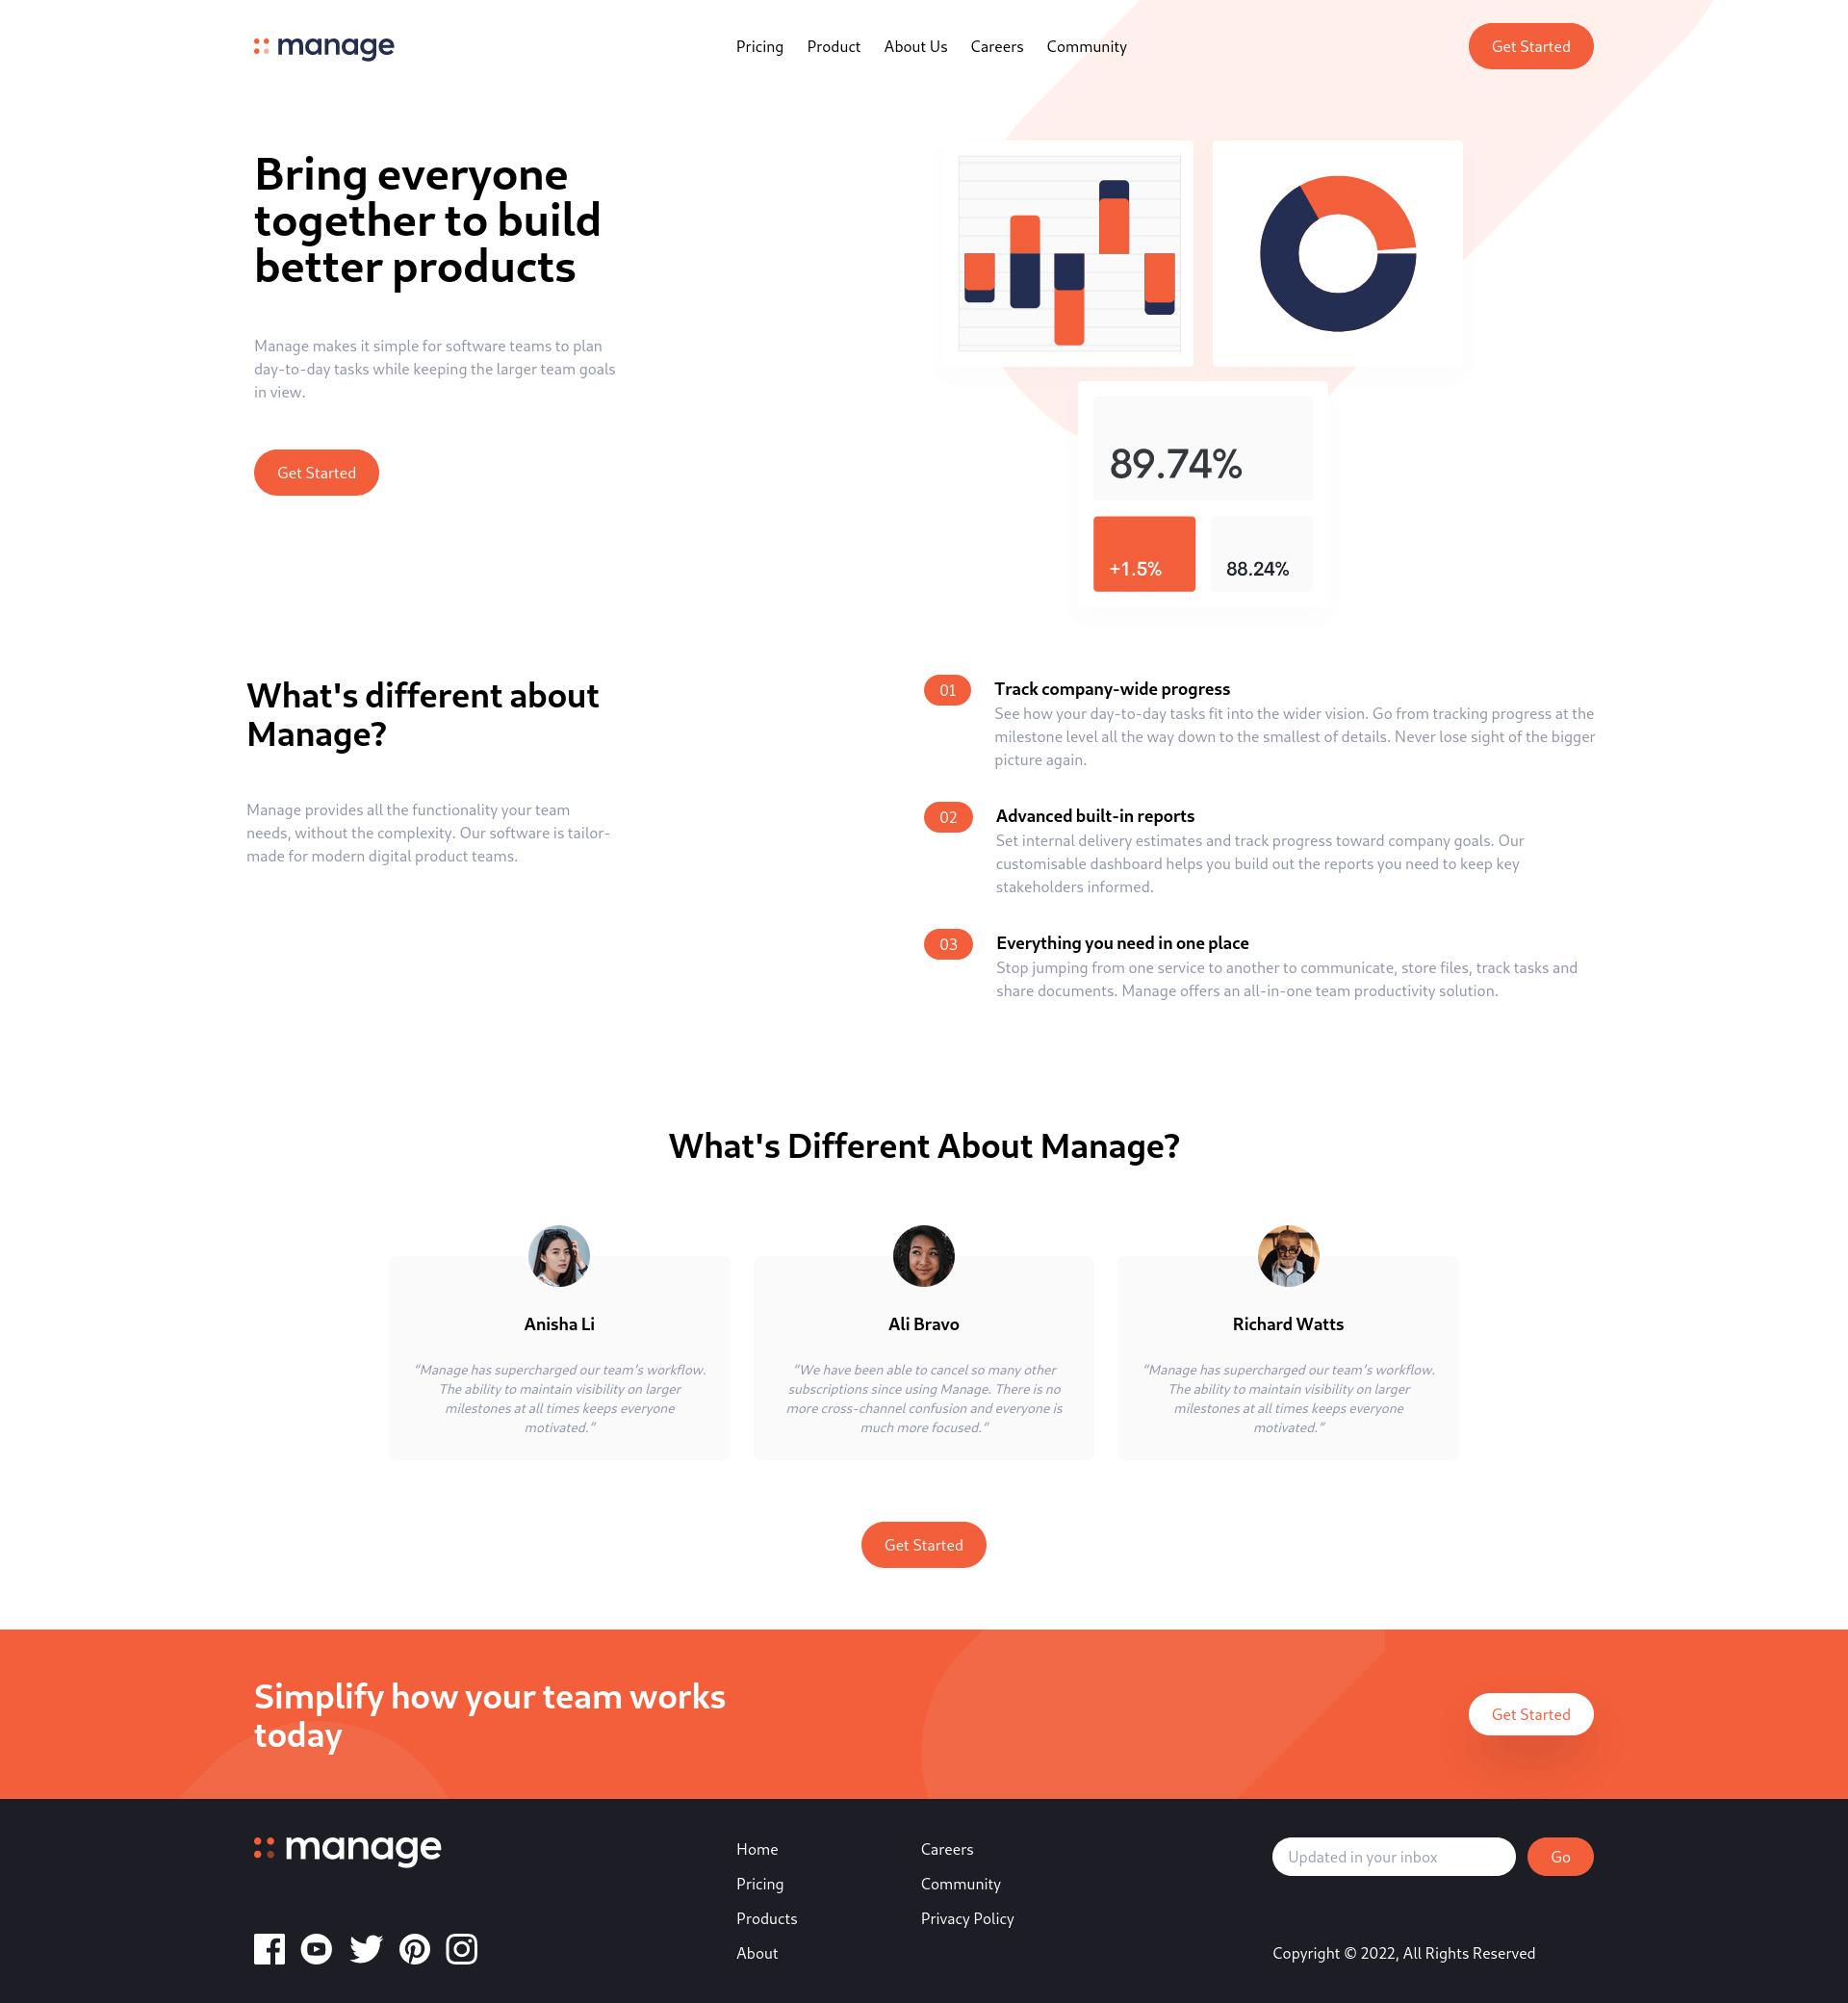 manage
Pricing
Product
About Us
Careers
Community
Get Started
Bring everyone
together to build
better products
Manage makes it simple for software teams to plan
day-to-day tasks while keeping the larger team goals
in view.
Get Started
89.74%
+1.5%
88.24%
What's different about
Manage?
Manage provides all the functionality your team
needs, without the complexity. Our software is tailor-
made for modern digital product teams.
01
Track company-wide progress
See how your day-to-day tasks fit into the wider vision. Go from tracking progress at the
milestone level all the way down to the smallest of details. Never lose sight of the bigger
picture again.
02
Advanced built-in reports
Set internal delivery estimates and track progress toward company goals. Our
customisable dashboard helps you build out the reports you need to keep key
stakeholders informed.
03
Everything you need in one place
Stop jumping from one service to another to communicate, store files, track tasks and
share documents. Manage offers an all-in-one team productivity solution.
What's Different About Manage?
Anisha Li
“Manage has supercharged our team’s workflow.
The ability to maintain visibility on larger
milestones at all times keeps everyone
motivated.”
Ali Bravo
“We have been able to cancel so many other
subscriptions since using Manage. There is no
more cross-channel confusion and everyone is
much more focused.”
Richard Watts
“Manage has supercharged our team’s workflow.
The ability to maintain visibility on larger
milestones at all times keeps everyone
motivated.”
Get Started
Simplify how your team works
today
Get Started
manage
Home
Pricing
Products
About
Careers
Community
Privacy Policy
Updated in your inbox
Go
Copyright © 2022, All Rights Reserved